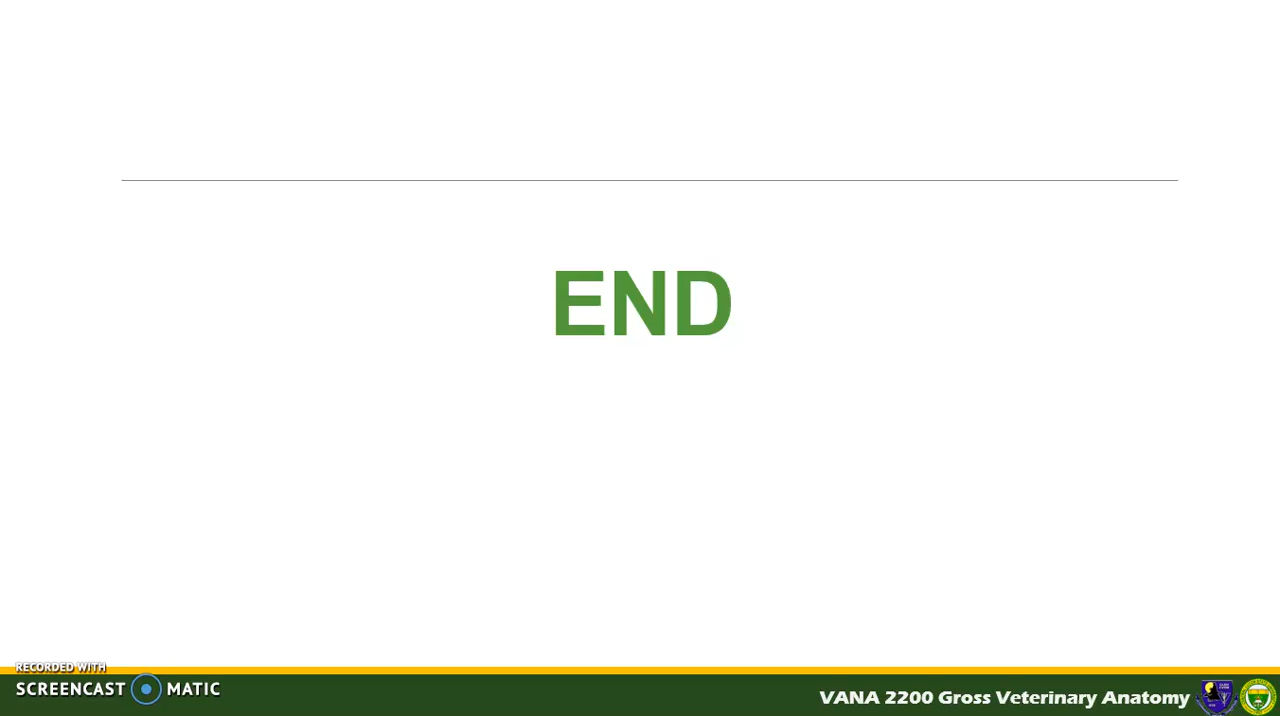 END
RECORDED WITH
SCREENCAST MATIC
VANA 2200 Gross Veterinary Anatomy